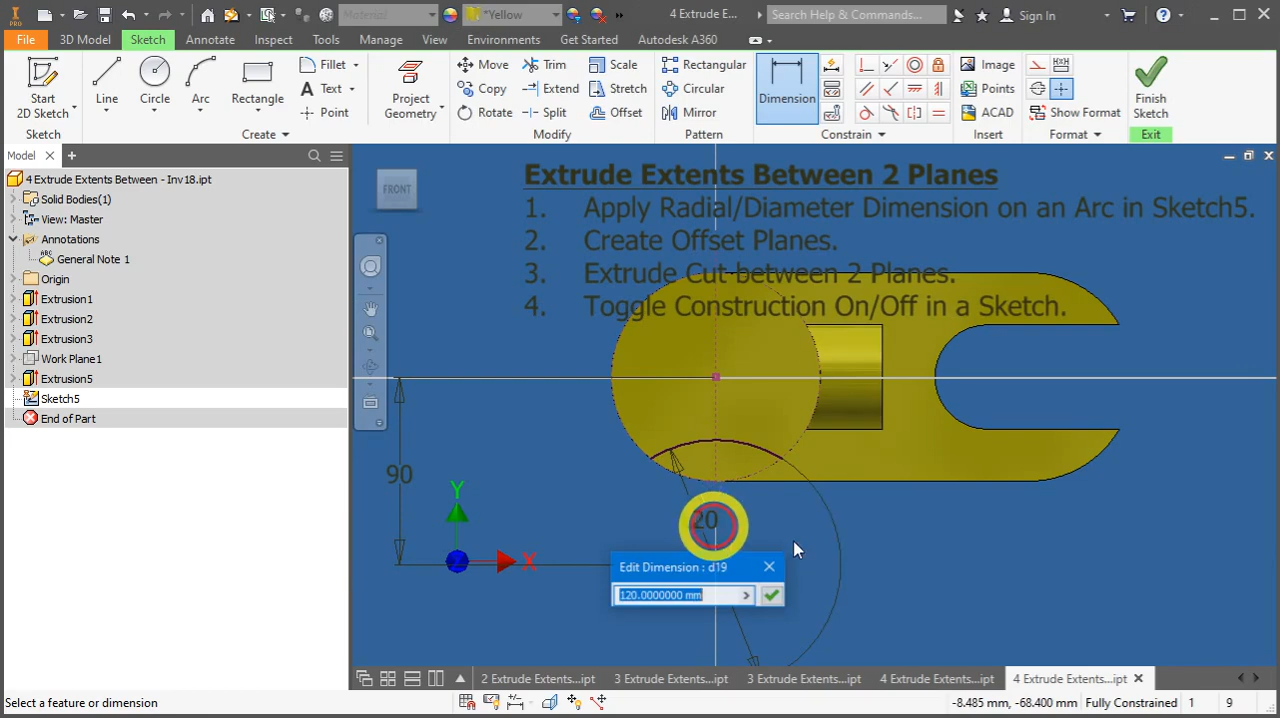 PRO
Material
*Yellow
4 Extrude E...
Search Help & Commands...
Sign In
File
3D Model
Sketch
Annotate
Inspect
Tools
Manage
View
Environments
Get Started
Autodesk A360
Start
2D Sketch
Line
Circle
Arc
Rectangle
Fillet
Text
Point
Project
Geometry
Move
Copy
Rotate
Trim
Extend
Split
Scale
Stretch
Offset
Rectangular
Circular
Mirror
Dimension
Image
Points
ACAD
Show Format
Finish
Sketch
Sketch
Create
Modify
Pattern
Constrain
Insert
Format
Exit
Model
4 Extrude Extents Between - Inv18.ipt
Solid Bodies(1)
View: Master
Annotations
General Note 1
Origin
Extrusion1
Extrusion2
Extrusion3
Work Plane1
Extrusion5
Sketch5
End of Part
FRONT
Extrude Extents Between 2 Planes
1. Apply Radial/Diameter Dimension on an Arc in Sketch5.
2. Create Offset Planes.
3. Extrude Cut between 2 Planes.
4. Toggle Construction On/Off in a Sketch.
90
20
Y
X
Edit Dimension : d19
120.0000000 mm
2 Extrude Extents...ipt
3 Extrude Extents...ipt
3 Extrude Extents...ipt
4 Extrude Extents...ipt
4 Extrude Extents...ipt
Select a feature or dimension
-8.485 mm, -68.400 mm
Fully Constrained
1
9